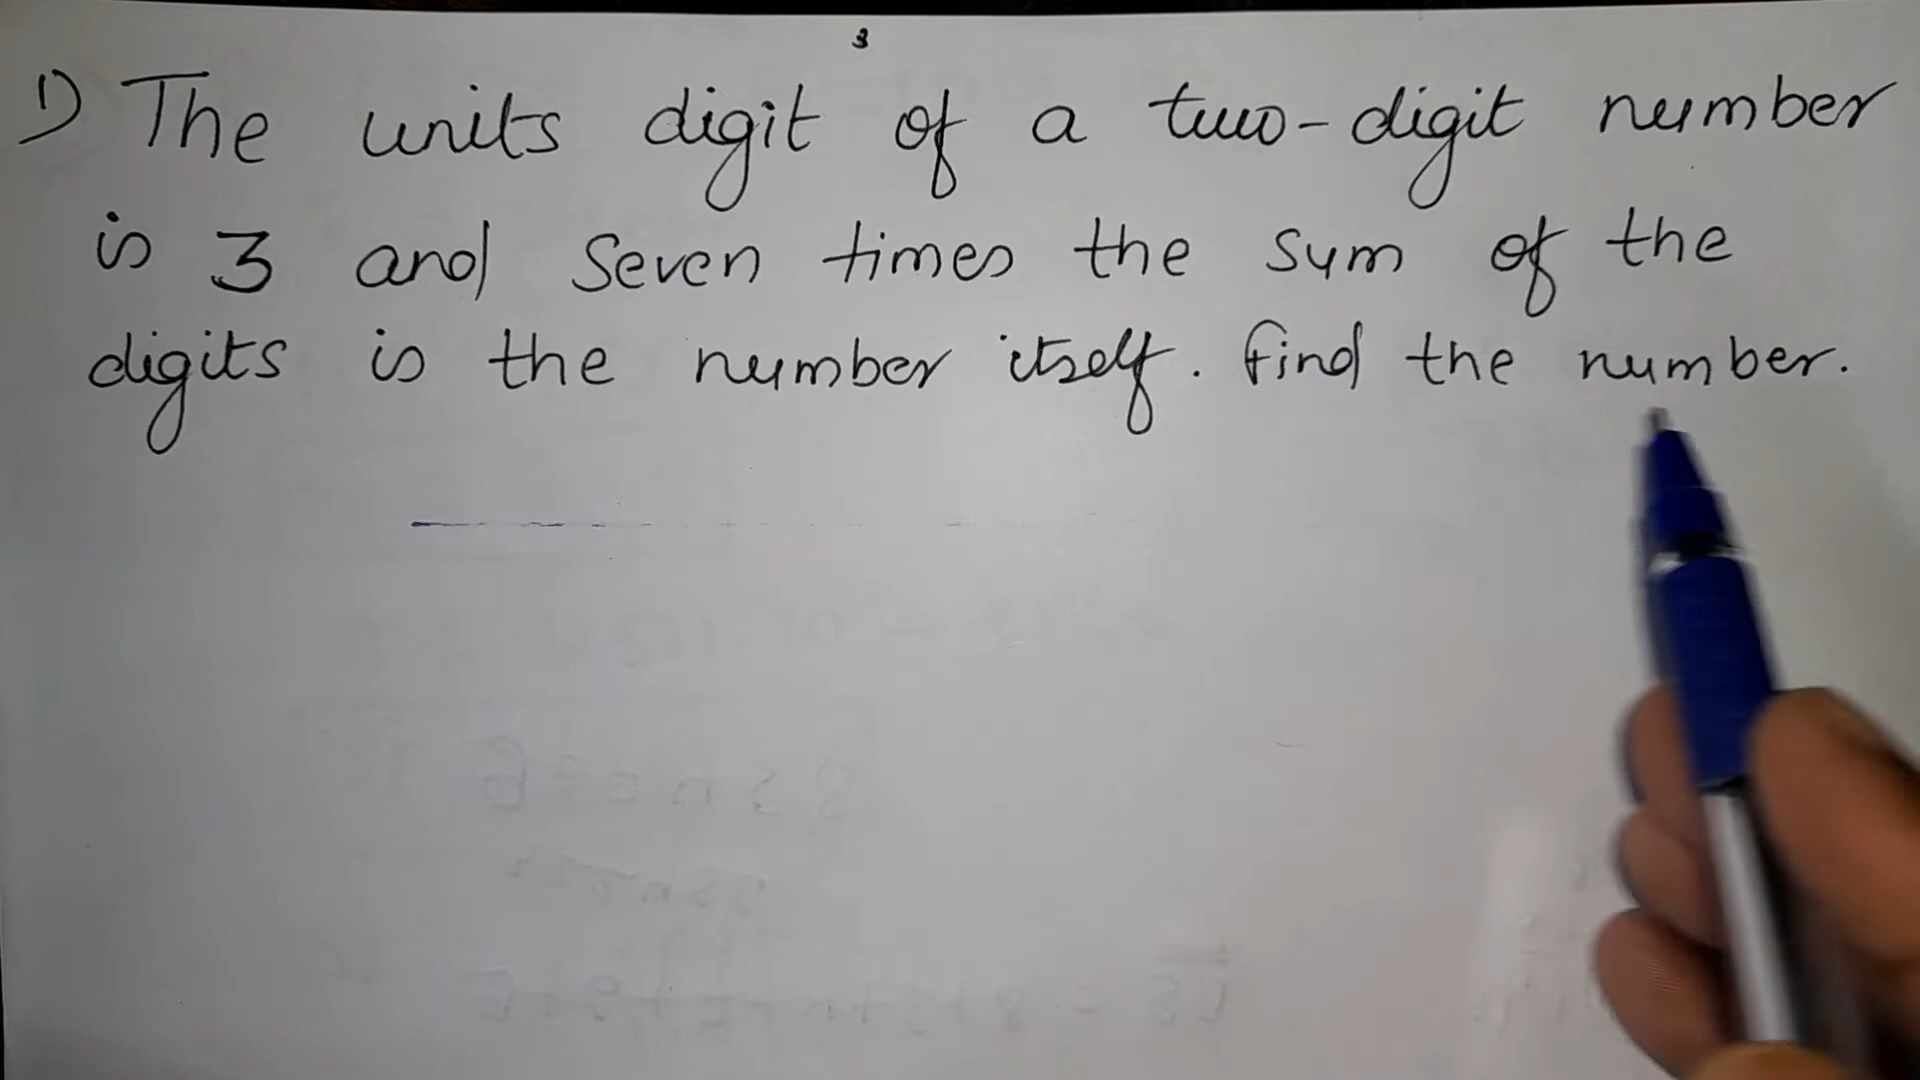 3
1) The units digit of a two-digit number
is 3 and seven times the sum of the
digits is the number itself. find the number.